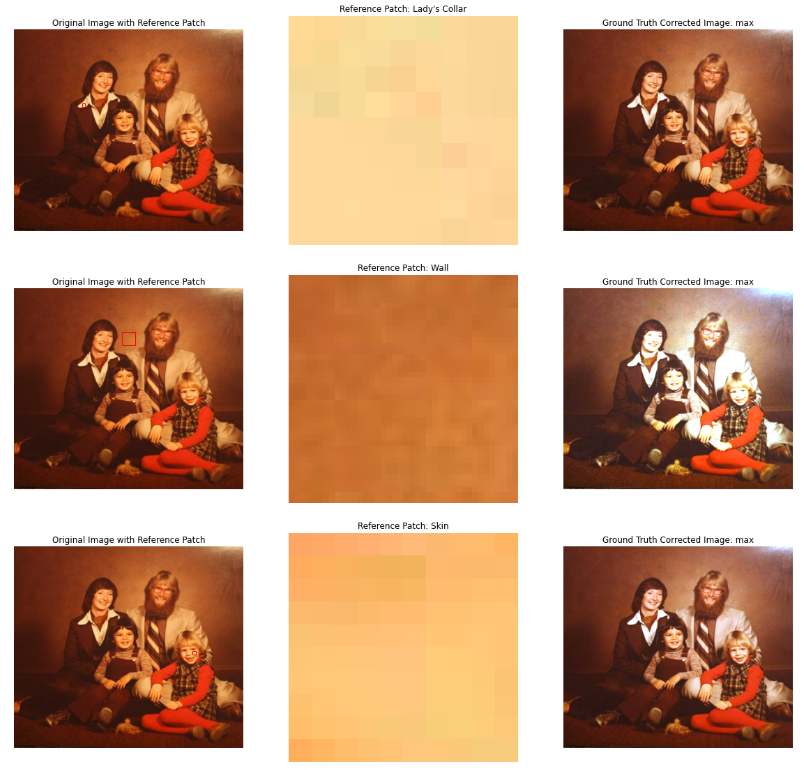 Original Image with Reference Patch
Reference Patch: Lady's Collar
Ground Truth Corrected Image: max
Original Image with Reference Patch
Reference Patch: Wall
Ground Truth Corrected Image: max
Original Image with Reference Patch
Reference Patch: Skin
Ground Truth Corrected Image: max